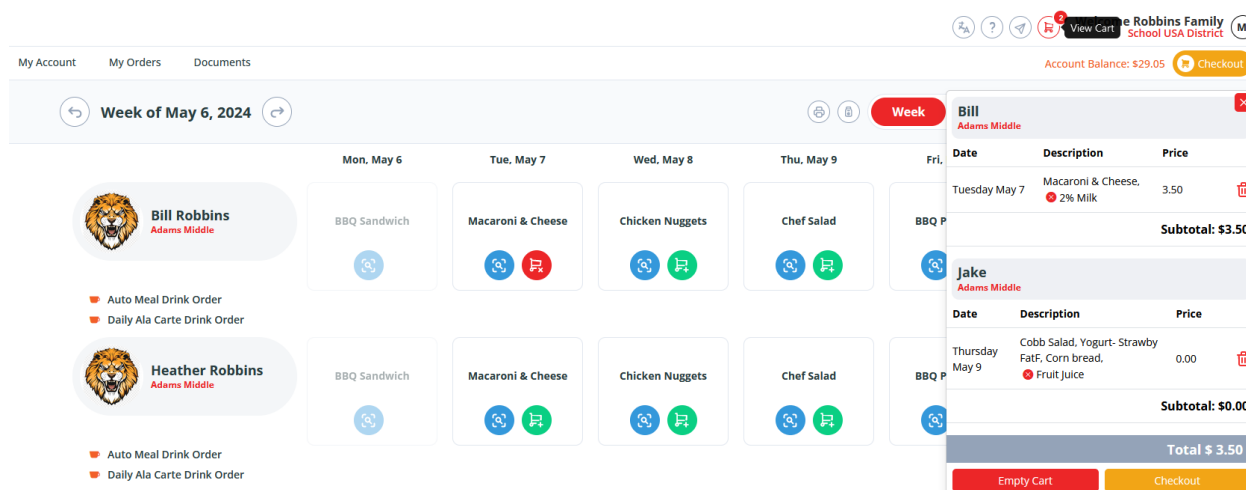 2
View Cart
e Robbins Family
School USA District
M
My Account
My Orders
Documents
Account Balance: $29.05
Checkout
Week of May 6, 2024
Week
Mon, May 6
Tue, May 7
Wed, May 8
Thu, May 9
Fri,
Bill Robbins
Adams Middle
BBQ Sandwich
Macaroni & Cheese
Chicken Nuggets
Chef Salad
BBQ P
Auto Meal Drink Order
Daily Ala Carte Drink Order
Heather Robbins
Adams Middle
BBQ Sandwich
Macaroni & Cheese
Chicken Nuggets
Chef Salad
BBQ P
Auto Meal Drink Order
Daily Ala Carte Drink Order
Bill
Adams Middle
Date Description Price
Tuesday May 7
Macaroni & Cheese,
2% Milk
3.50
Subtotal: $3.50
Jake
Adams Middle
Date Description Price
Thursday
May 9
Cobb Salad, Yogurt- Strawby
FatF, Corn bread,
Fruit Juice
0.00
Subtotal: $0.00
Total $ 3.50
Empty Cart
Checkout